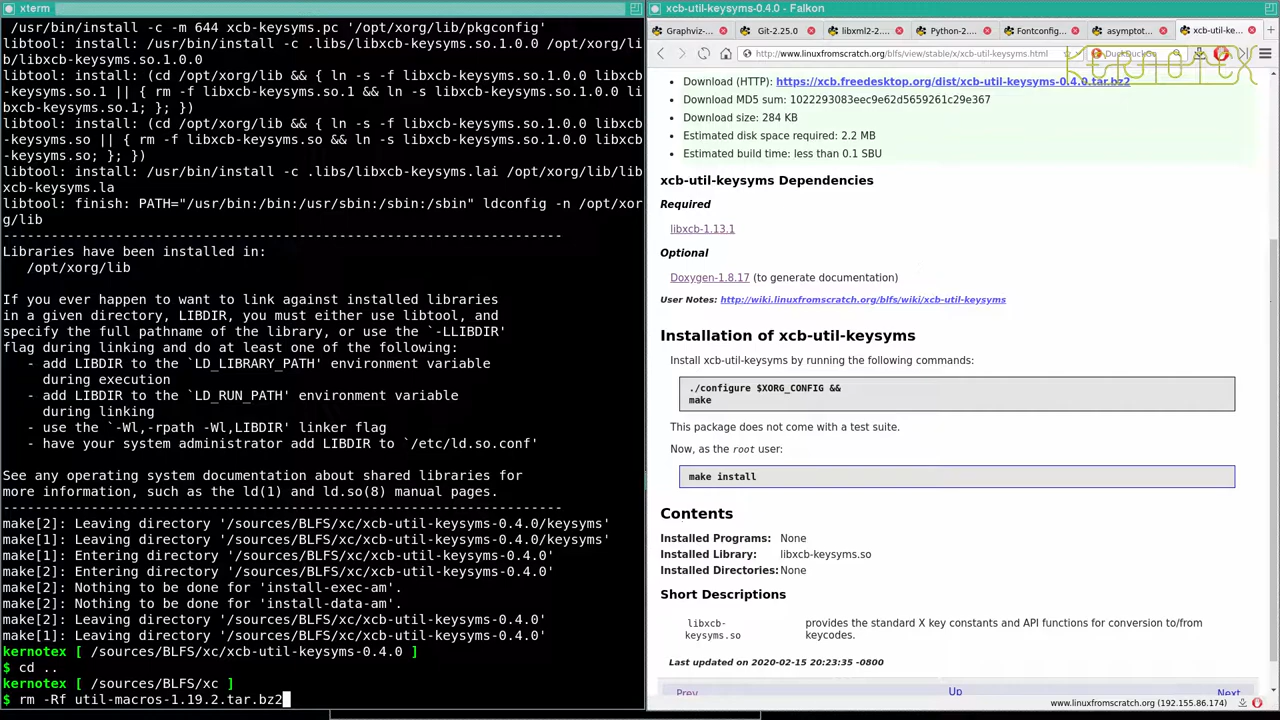 xterm
/usr/bin/install -c -m 644 xcb-keysyms.pc '/opt/xorg/lib/pkgconfig'
libtool: install: /usr/bin/install -c .libs/libxcb-keysyms.so.1.0.0 /opt/xorg/li
b/libxcb-keysyms.so.1.0.0
libtool: install: (cd /opt/xorg/lib && { ln -s -f libxcb-keysyms.so.1.0.0 libxcb
-keysyms.so.1 || { rm -f libxcb-keysyms.so.1 && ln -s libxcb-keysyms.so.1.0.0 li
bxcb-keysyms.so.1; }; })
libtool: install: (cd /opt/xorg/lib && { ln -s -f libxcb-keysyms.so.1.0.0 libxcb
-keysyms.so || { rm -f libxcb-keysyms.so && ln -s libxcb-keysyms.so.1.0.0 libxcb
-keysyms.so; }; })
libtool: install: /usr/bin/install -c .libs/libxcb-keysyms.lai /opt/xorg/lib/lib
xcb-keysyms.la
libtool: finish: PATH="/usr/bin:/bin:/usr/sbin:/sbin:/sbin" ldconfig -n /opt/xor
g/lib
----------------------------------------------------------------------
Libraries have been installed in:
/opt/xorg/lib
If you ever happen to want to link against installed libraries
in a given directory, LIBDIR, you must either use libtool, and
specify the full pathname of the library, or use the `-LLIBDIR'
flag during linking and do at least one of the following:
- add LIBDIR to the `LD_LIBRARY_PATH' environment variable
during execution
- add LIBDIR to the `LD_RUN_PATH' environment variable
during linking
- use the `-Wl,-rpath -Wl,LIBDIR' linker flag
- have your system administrator add LIBDIR to `/etc/ld.so.conf'
See any operating system documentation about shared libraries for
more information, such as the ld(1) and ld.so(8) manual pages.
----------------------------------------------------------------------
make[2]: Leaving directory '/sources/BLFS/xc/xcb-util-keysyms-0.4.0/keysyms'
make[1]: Leaving directory '/sources/BLFS/xc/xcb-util-keysyms-0.4.0/keysyms'
make[1]: Entering directory '/sources/BLFS/xc/xcb-util-keysyms-0.4.0'
make[2]: Entering directory '/sources/BLFS/xc/xcb-util-keysyms-0.4.0'
make[2]: Nothing to be done for 'install-exec-am'.
make[2]: Nothing to be done for 'install-data-am'.
make[2]: Leaving directory '/sources/BLFS/xc/xcb-util-keysyms-0.4.0'
make[1]: Leaving directory '/sources/BLFS/xc/xcb-util-keysyms-0.4.0'
kernotex [ /sources/BLFS/xc/xcb-util-keysyms-0.4.0 ]
$ cd ..
kernotex [ /sources/BLFS/xc ]
$ rm -Rf util-macros-1.19.2.tar.bz2
xcb-util-keysyms-0.4.0 - Falkon
Graphviz-...
Git-2.25.0
libxml2-2....
Python-2....
Fontconfig...
asymptot...
xcb-util-ke...
http://www.linuxfromscratch.org/blfs/view/stable/x/xcb-util-keysyms.html
DuckDuckGo
KERNOTEX
Download (HTTP): https://xcb.freedesktop.org/dist/xcb-util-keysyms-0.4.0.tar.bz2
Download MD5 sum: 1022293083eec9e62d5659261c29e367
Download size: 284 KB
Estimated disk space required: 2.2 MB
Estimated build time: less than 0.1 SBU
xcb-util-keysyms Dependencies
Required
libxcb-1.13.1
Optional
Doxygen-1.8.17 (to generate documentation)
User Notes: http://wiki.linuxfromscratch.org/blfs/wiki/xcb-util-keysyms
Installation of xcb-util-keysyms
Install xcb-util-keysyms by running the following commands:
./configure $XORG_CONFIG &&
make
This package does not come with a test suite.
Now, as the root user:
make install
Contents
Installed Programs: None
Installed Library: libxcb-keysyms.so
Installed Directories: None
Short Descriptions
libxcb-keysyms.so provides the standard X key constants and API functions for conversion to/from
keycodes.
Last updated on 2020-02-15 20:23:35 -0800
Prev Up Next
www.linuxfromscratch.org (192.155.86.174)